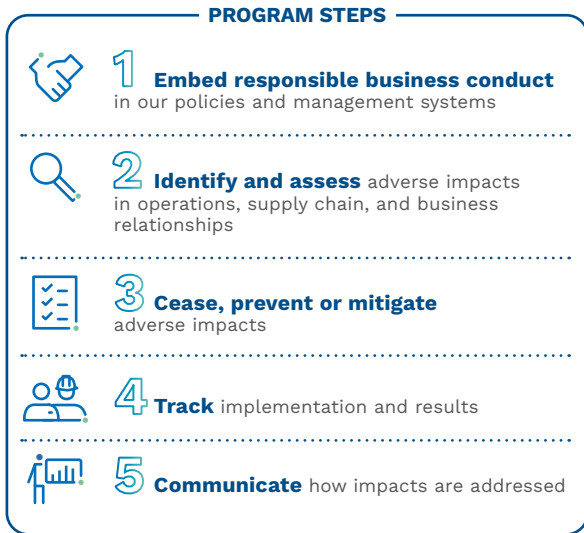 PROGRAM STEPS
1 Embed responsible business conduct
in our policies and management systems
2 Identify and assess adverse impacts
in operations, supply chain, and business
relationships
3 Cease, prevent or mitigate
adverse impacts
4 Track implementation and results
5 Communicate how impacts are addressed